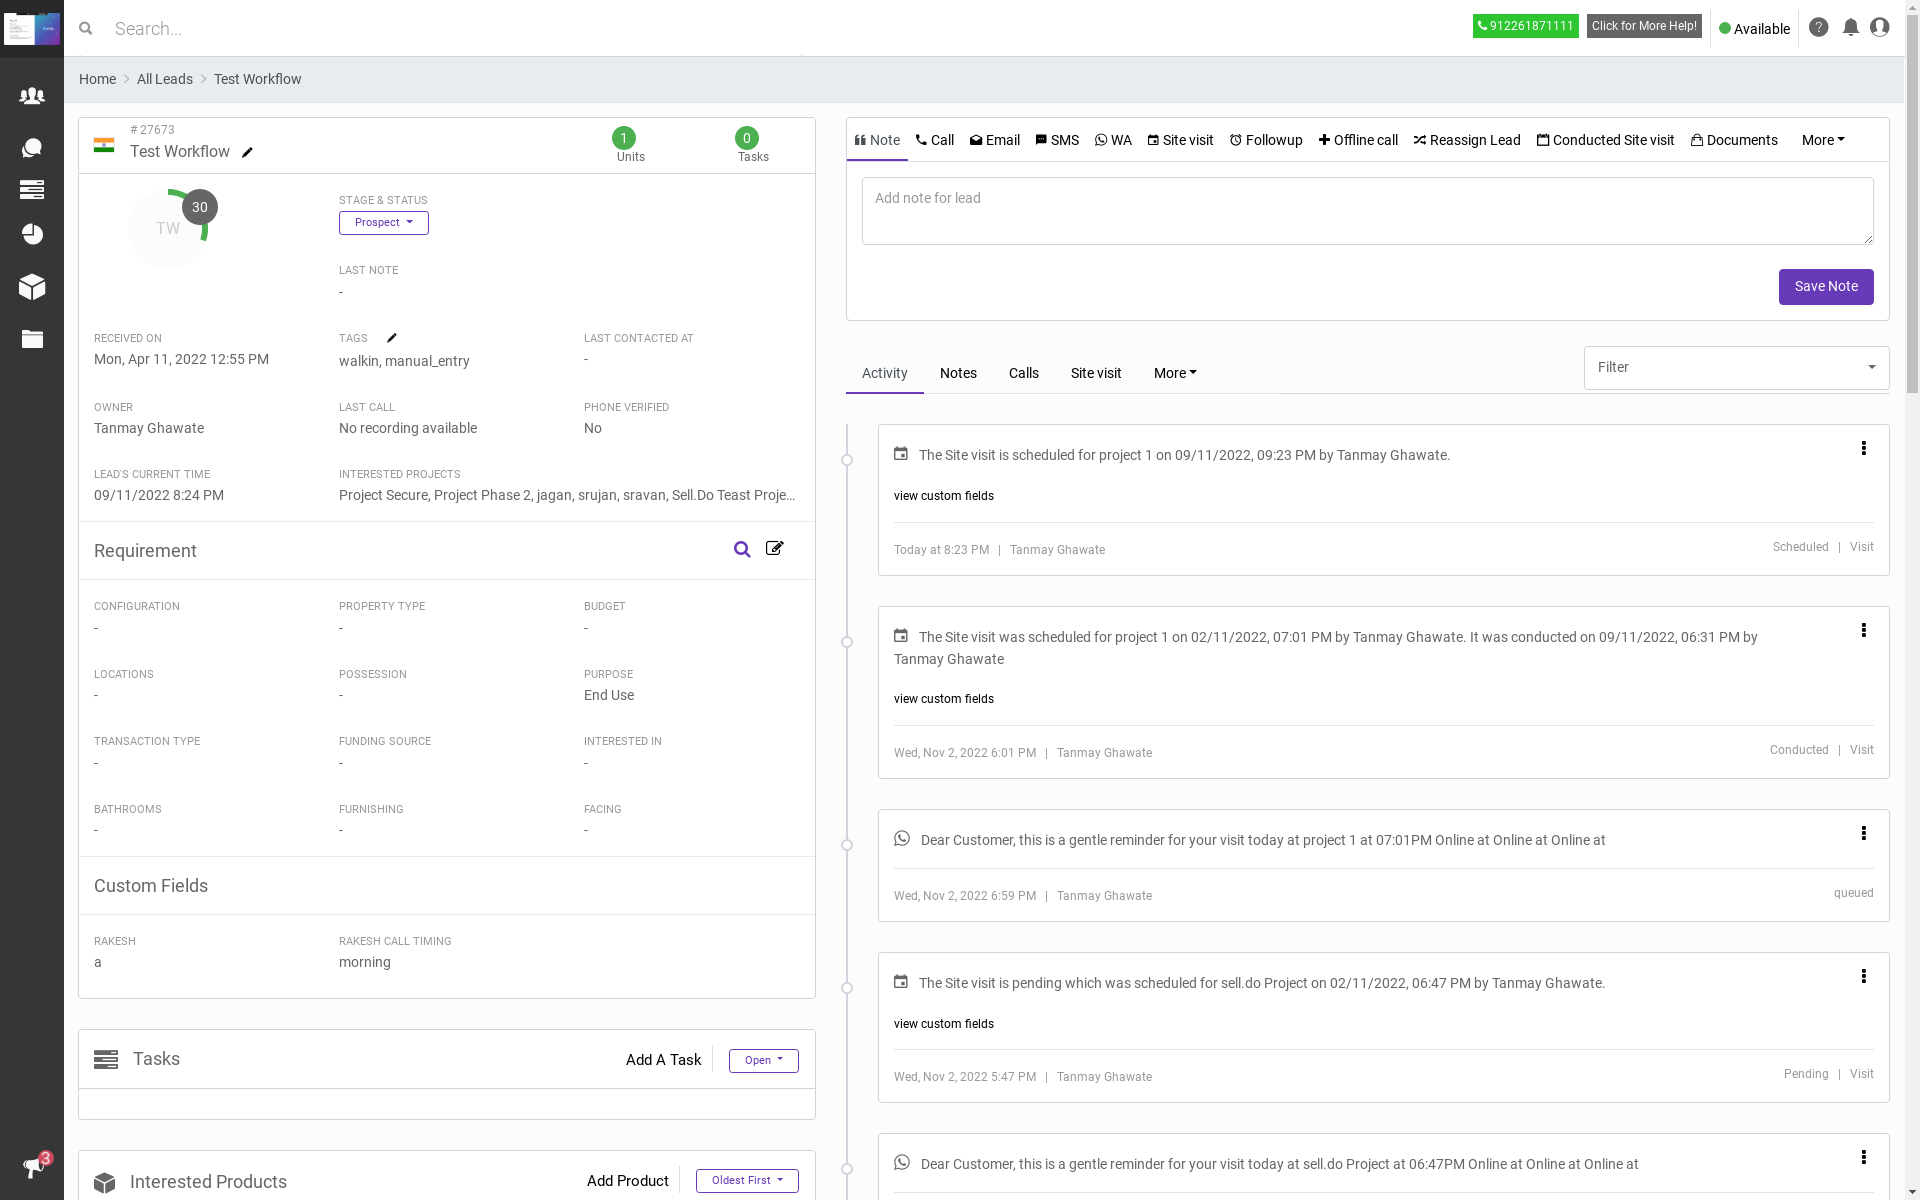 Search...
912261871111
Click for More Help!
Available
Home
All Leads
Test Workflow
# 27673
Test Workflow
1
Units
0
Tasks
TW
30
STAGE & STATUS
Prospect
LAST NOTE
-
RECEIVED ON
Mon, Apr 11, 2022 12:55 PM
TAGS
walkin, manual_entry
LAST CONTACTED AT
-
OWNER
Tanmay Ghawate
LAST CALL
No recording available
PHONE VERIFIED
No
LEAD'S CURRENT TIME
09/11/2022 8:24 PM
INTERESTED PROJECTS
Project Secure, Project Phase 2, jagan, srujan, sravan, Sell.Do Teast Proje...
Requirement
CONFIGURATION
-
PROPERTY TYPE
-
BUDGET
-
LOCATIONS
-
POSSESSION
-
PURPOSE
End Use
TRANSACTION TYPE
-
FUNDING SOURCE
-
INTERESTED IN
-
BATHROOMS
-
FURNISHING
-
FACING
-
Custom Fields
RAKESH
a
RAKESH CALL TIMING
morning
Tasks
Add A Task
Open
Interested Products
Add Product
Oldest First
3
Note
Call
Email
SMS
WA
Site visit
Followup
Offline call
Reassign Lead
Conducted Site visit
Documents
More
Add note for lead
Save Note
Activity
Notes
Calls
Site visit
More
Filter
The Site visit is scheduled for project 1 on 09/11/2022, 09:23 PM by Tanmay Ghawate.
view custom fields
Today at 8:23 PM | Tanmay Ghawate
Scheduled | Visit
The Site visit was scheduled for project 1 on 02/11/2022, 07:01 PM by Tanmay Ghawate. It was conducted on 09/11/2022, 06:31 PM by
Tanmay Ghawate
view custom fields
Wed, Nov 2, 2022 6:01 PM | Tanmay Ghawate
Conducted | Visit
Dear Customer, this is a gentle reminder for your visit today at project 1 at 07:01PM Online at Online at Online at
Wed, Nov 2, 2022 6:59 PM | Tanmay Ghawate
queued
The Site visit is pending which was scheduled for sell.do Project on 02/11/2022, 06:47 PM by Tanmay Ghawate.
view custom fields
Wed, Nov 2, 2022 5:47 PM | Tanmay Ghawate
Pending | Visit
Dear Customer, this is a gentle reminder for your visit today at sell.do Project at 06:47PM Online at Online at Online at